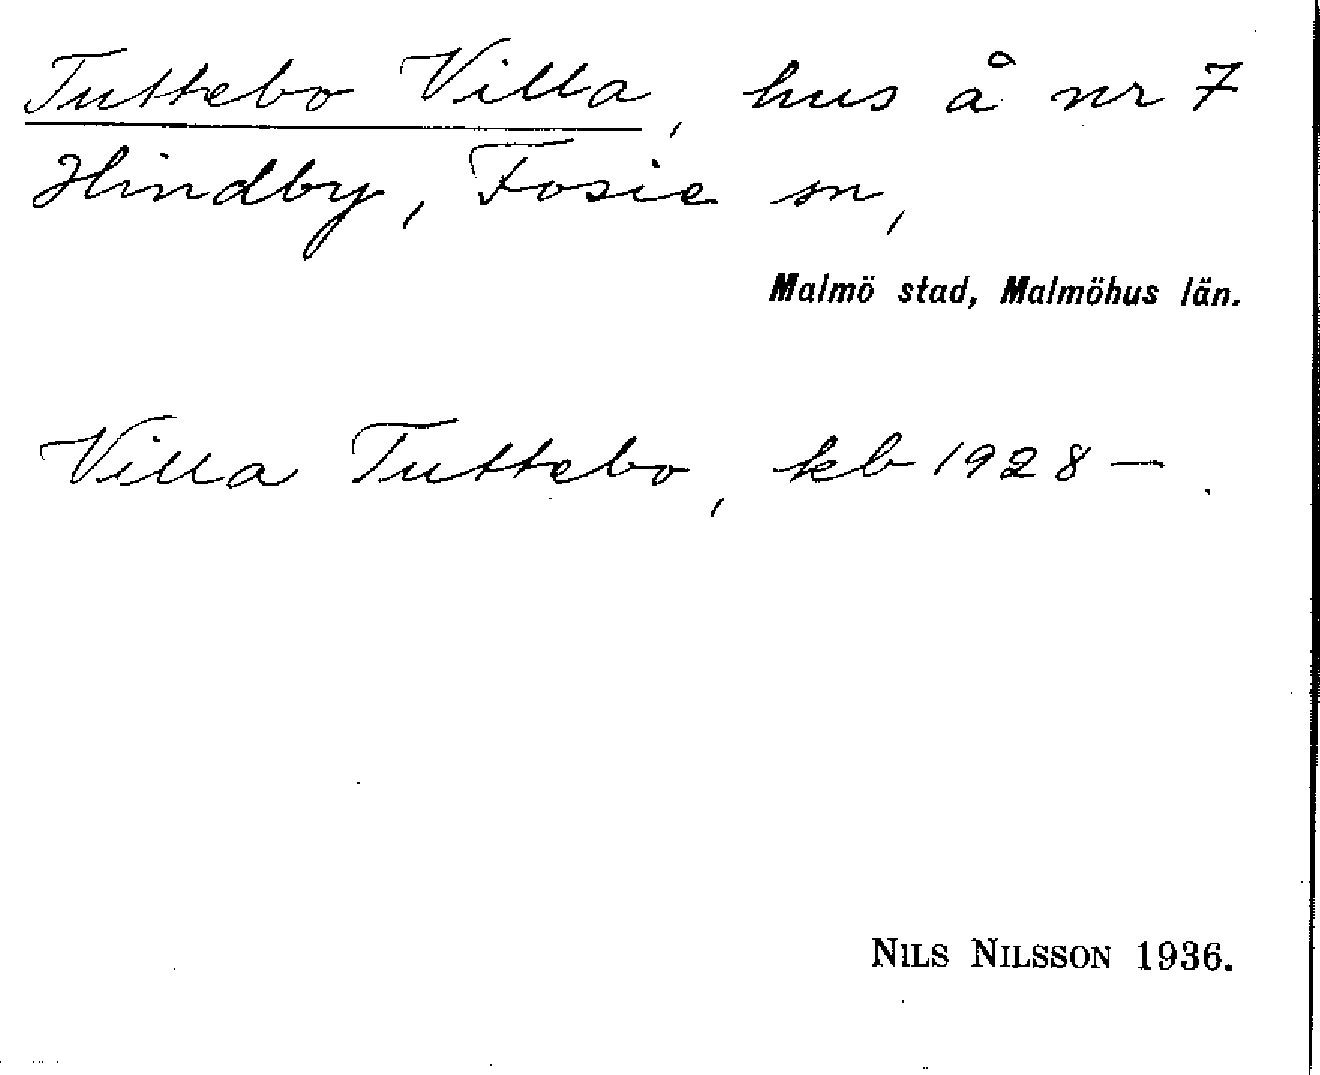 Tuttebo Villa, hus å nr 7
Hindby, Fosie sn,
Malmö stad, Malmöhus län.
Villa Tuttebo, kb 1928 – .
NILS NILSSON 1936.